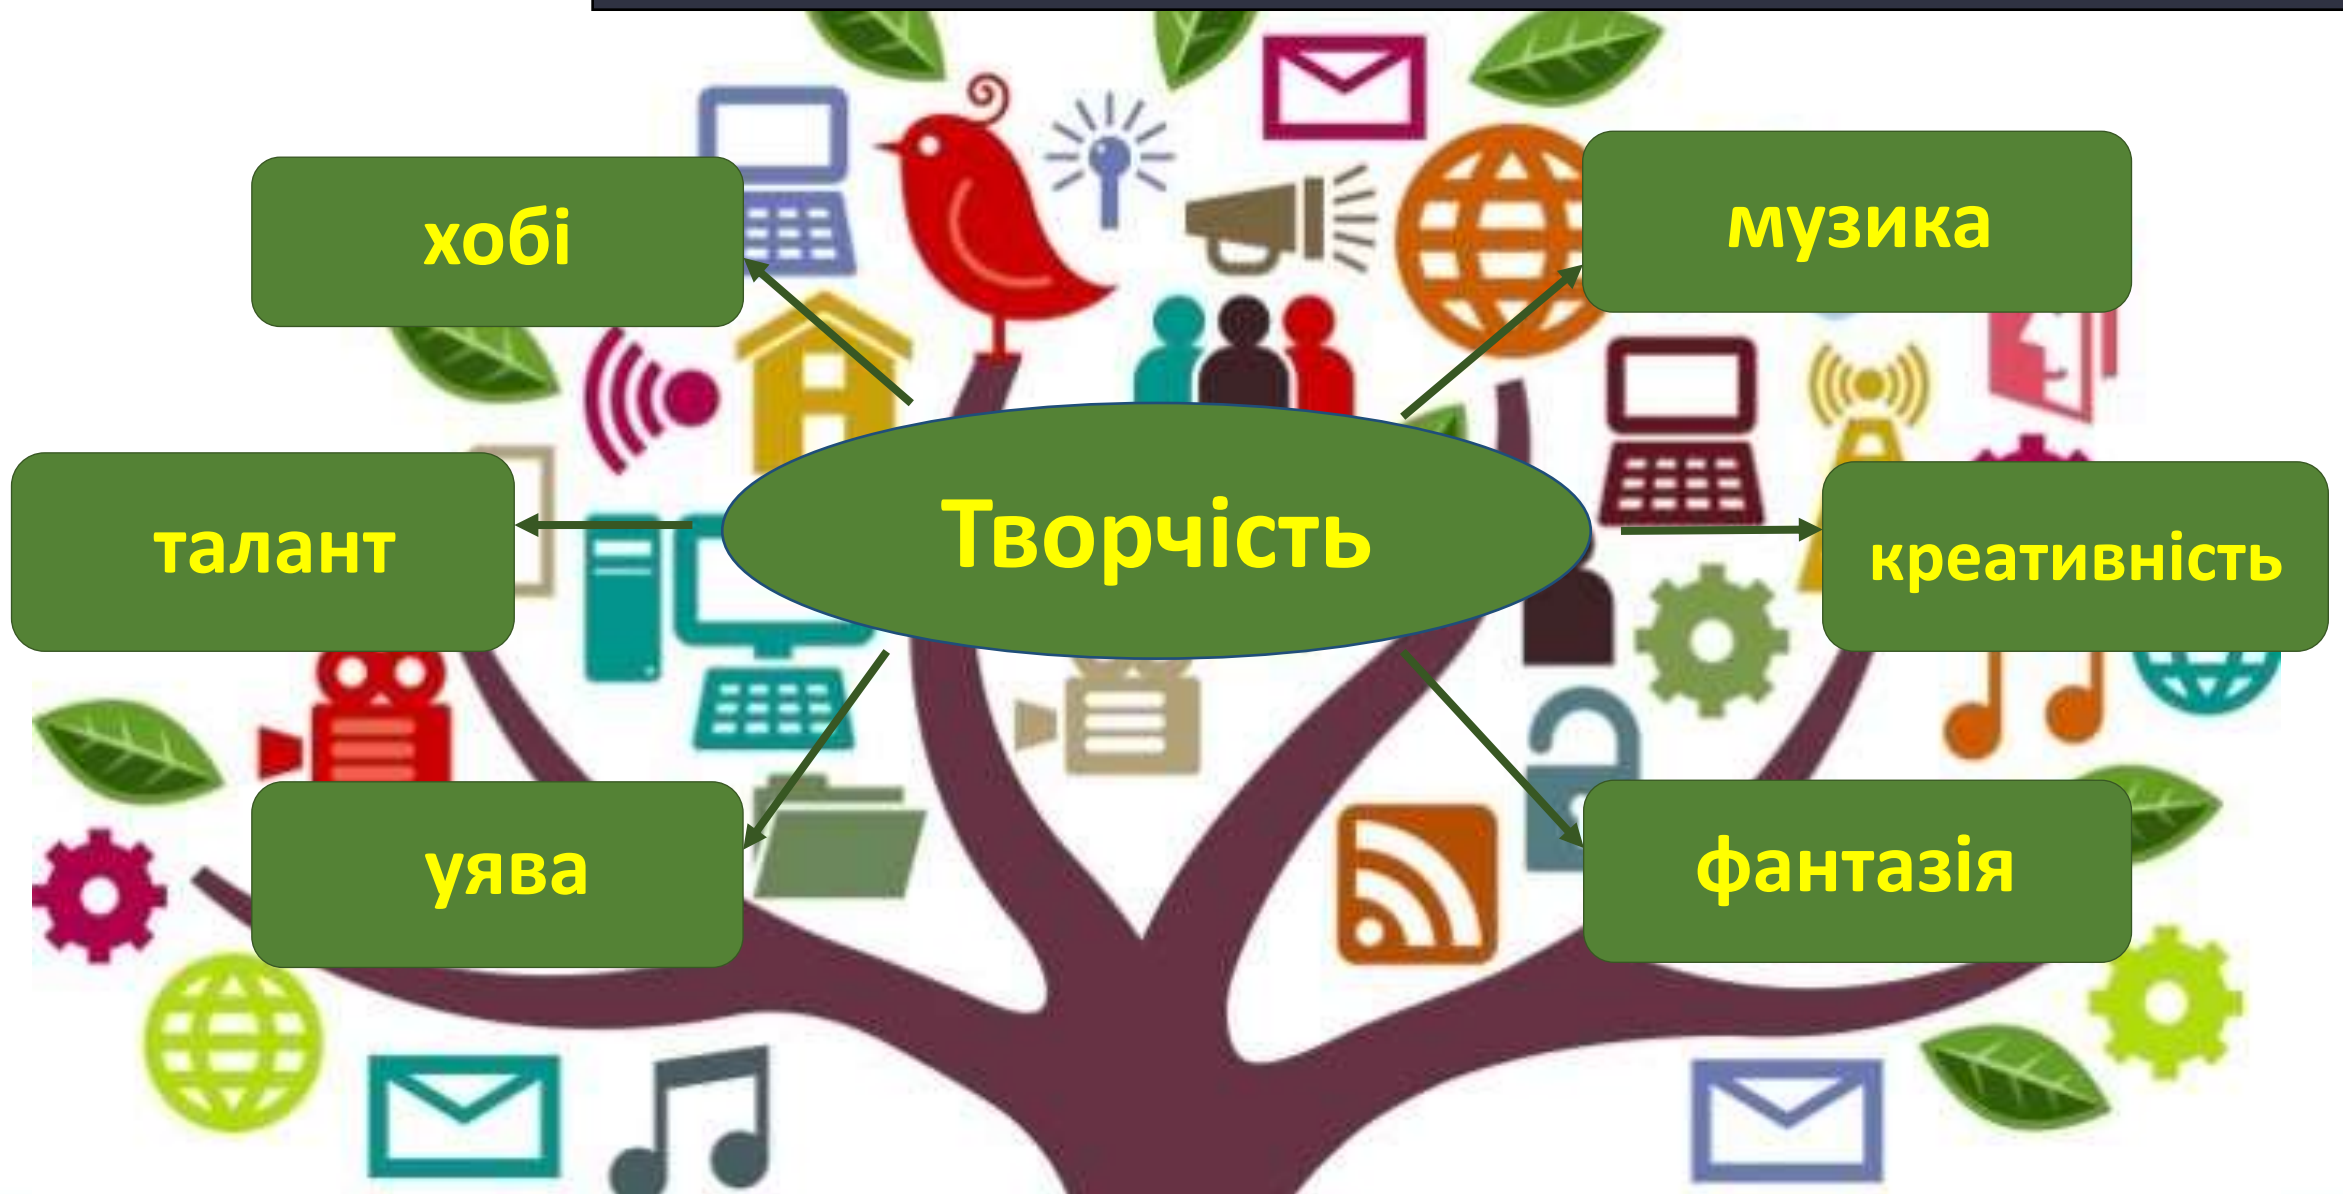 хобі
музика
Творчість
талант
креативність
уява
фантазія